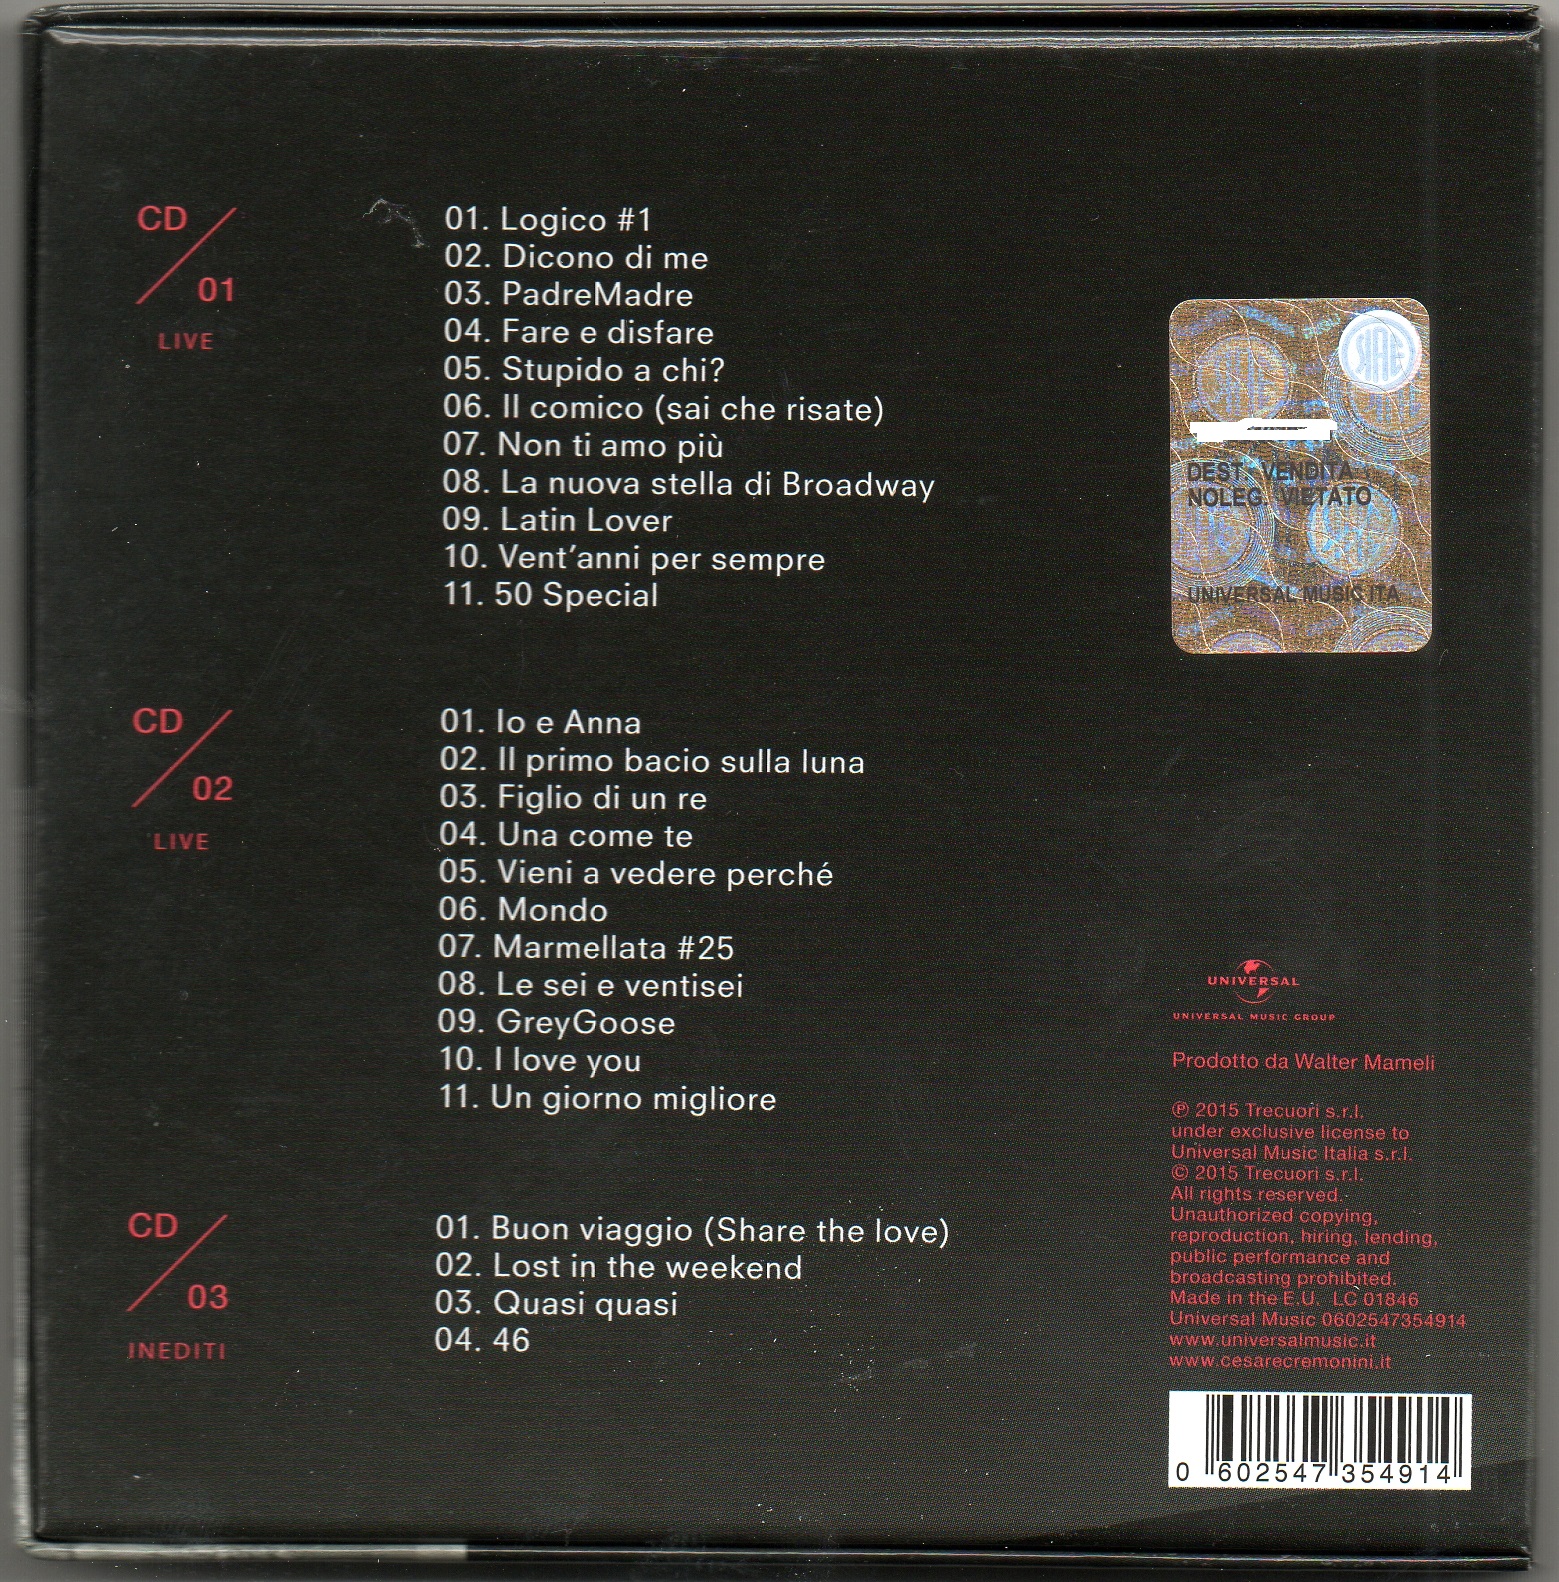 CD
01
LIVE
01. Logico #1
02. Dicono di me
03. PadreMadre
04. Fare e disfare
05. Stupido a chi?
06. Il comico (sai che risate)
07. Non ti amo più
08. La nuova stella di Broadway
09. Latin Lover
10. Vent'anni per sempre
11. 50 Special
DEST. VENDITA
NOLEG. VIETATO
UNIVERSAL MUSIC ITA
CD
02
LIVE
01. Io e Anna
02. Il primo bacio sulla luna
03. Figlio di un re
04. Una come te
05. Vieni a vedere perché
06. Mondo
07. Marmellata #25
08. Le sei e ventisei
09. GreyGoose
10. I love you
11. Un giorno migliore
CD
03
INEDITI
01. Buon viaggio (Share the love)
02. Lost in the weekend
03. Quasi quasi
04. 46
UNIVERSAL
UNIVERSAL MUSIC GROUP
Prodotto da Walter Mameli
℗ 2015 Trecuori s.r.l.
under exclusive license to
Universal Music Italia s.r.l.
© 2015 Trecuori s.r.l.
All rights reserved.
Unauthorized copying,
reproduction, hiring, lending,
public performance and
broadcasting prohibited.
Made in the E.U. LC 01846
Universal Music 0602547354914
www.universalmusic.it
www.cesarecremonini.it
0 602547 354914